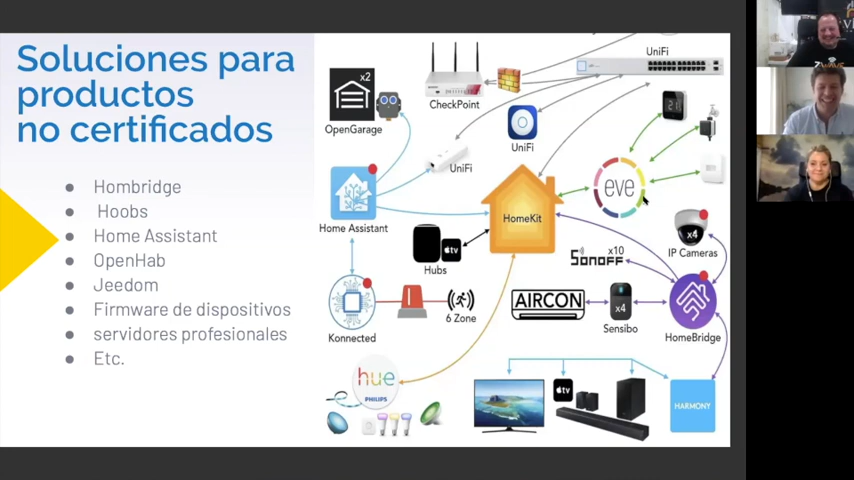 Soluciones para
productos
no certificados
Hombridge
Hoobs
Home Assistant
OpenHab
Jeedom
Firmware de dispositivos
servidores profesionales
Etc.
UniFi
CheckPoint
x2
OpenGarage
UniFi
UniFi
21
eve
Home Assistant
HomeKit
tv
Hubs
x4
IP Cameras
SonoFF
x10
AIRCON
x4
Sensibo
HomeBridge
Konnected
6 Zone
hue
PHILIPS
tv
HARMONY